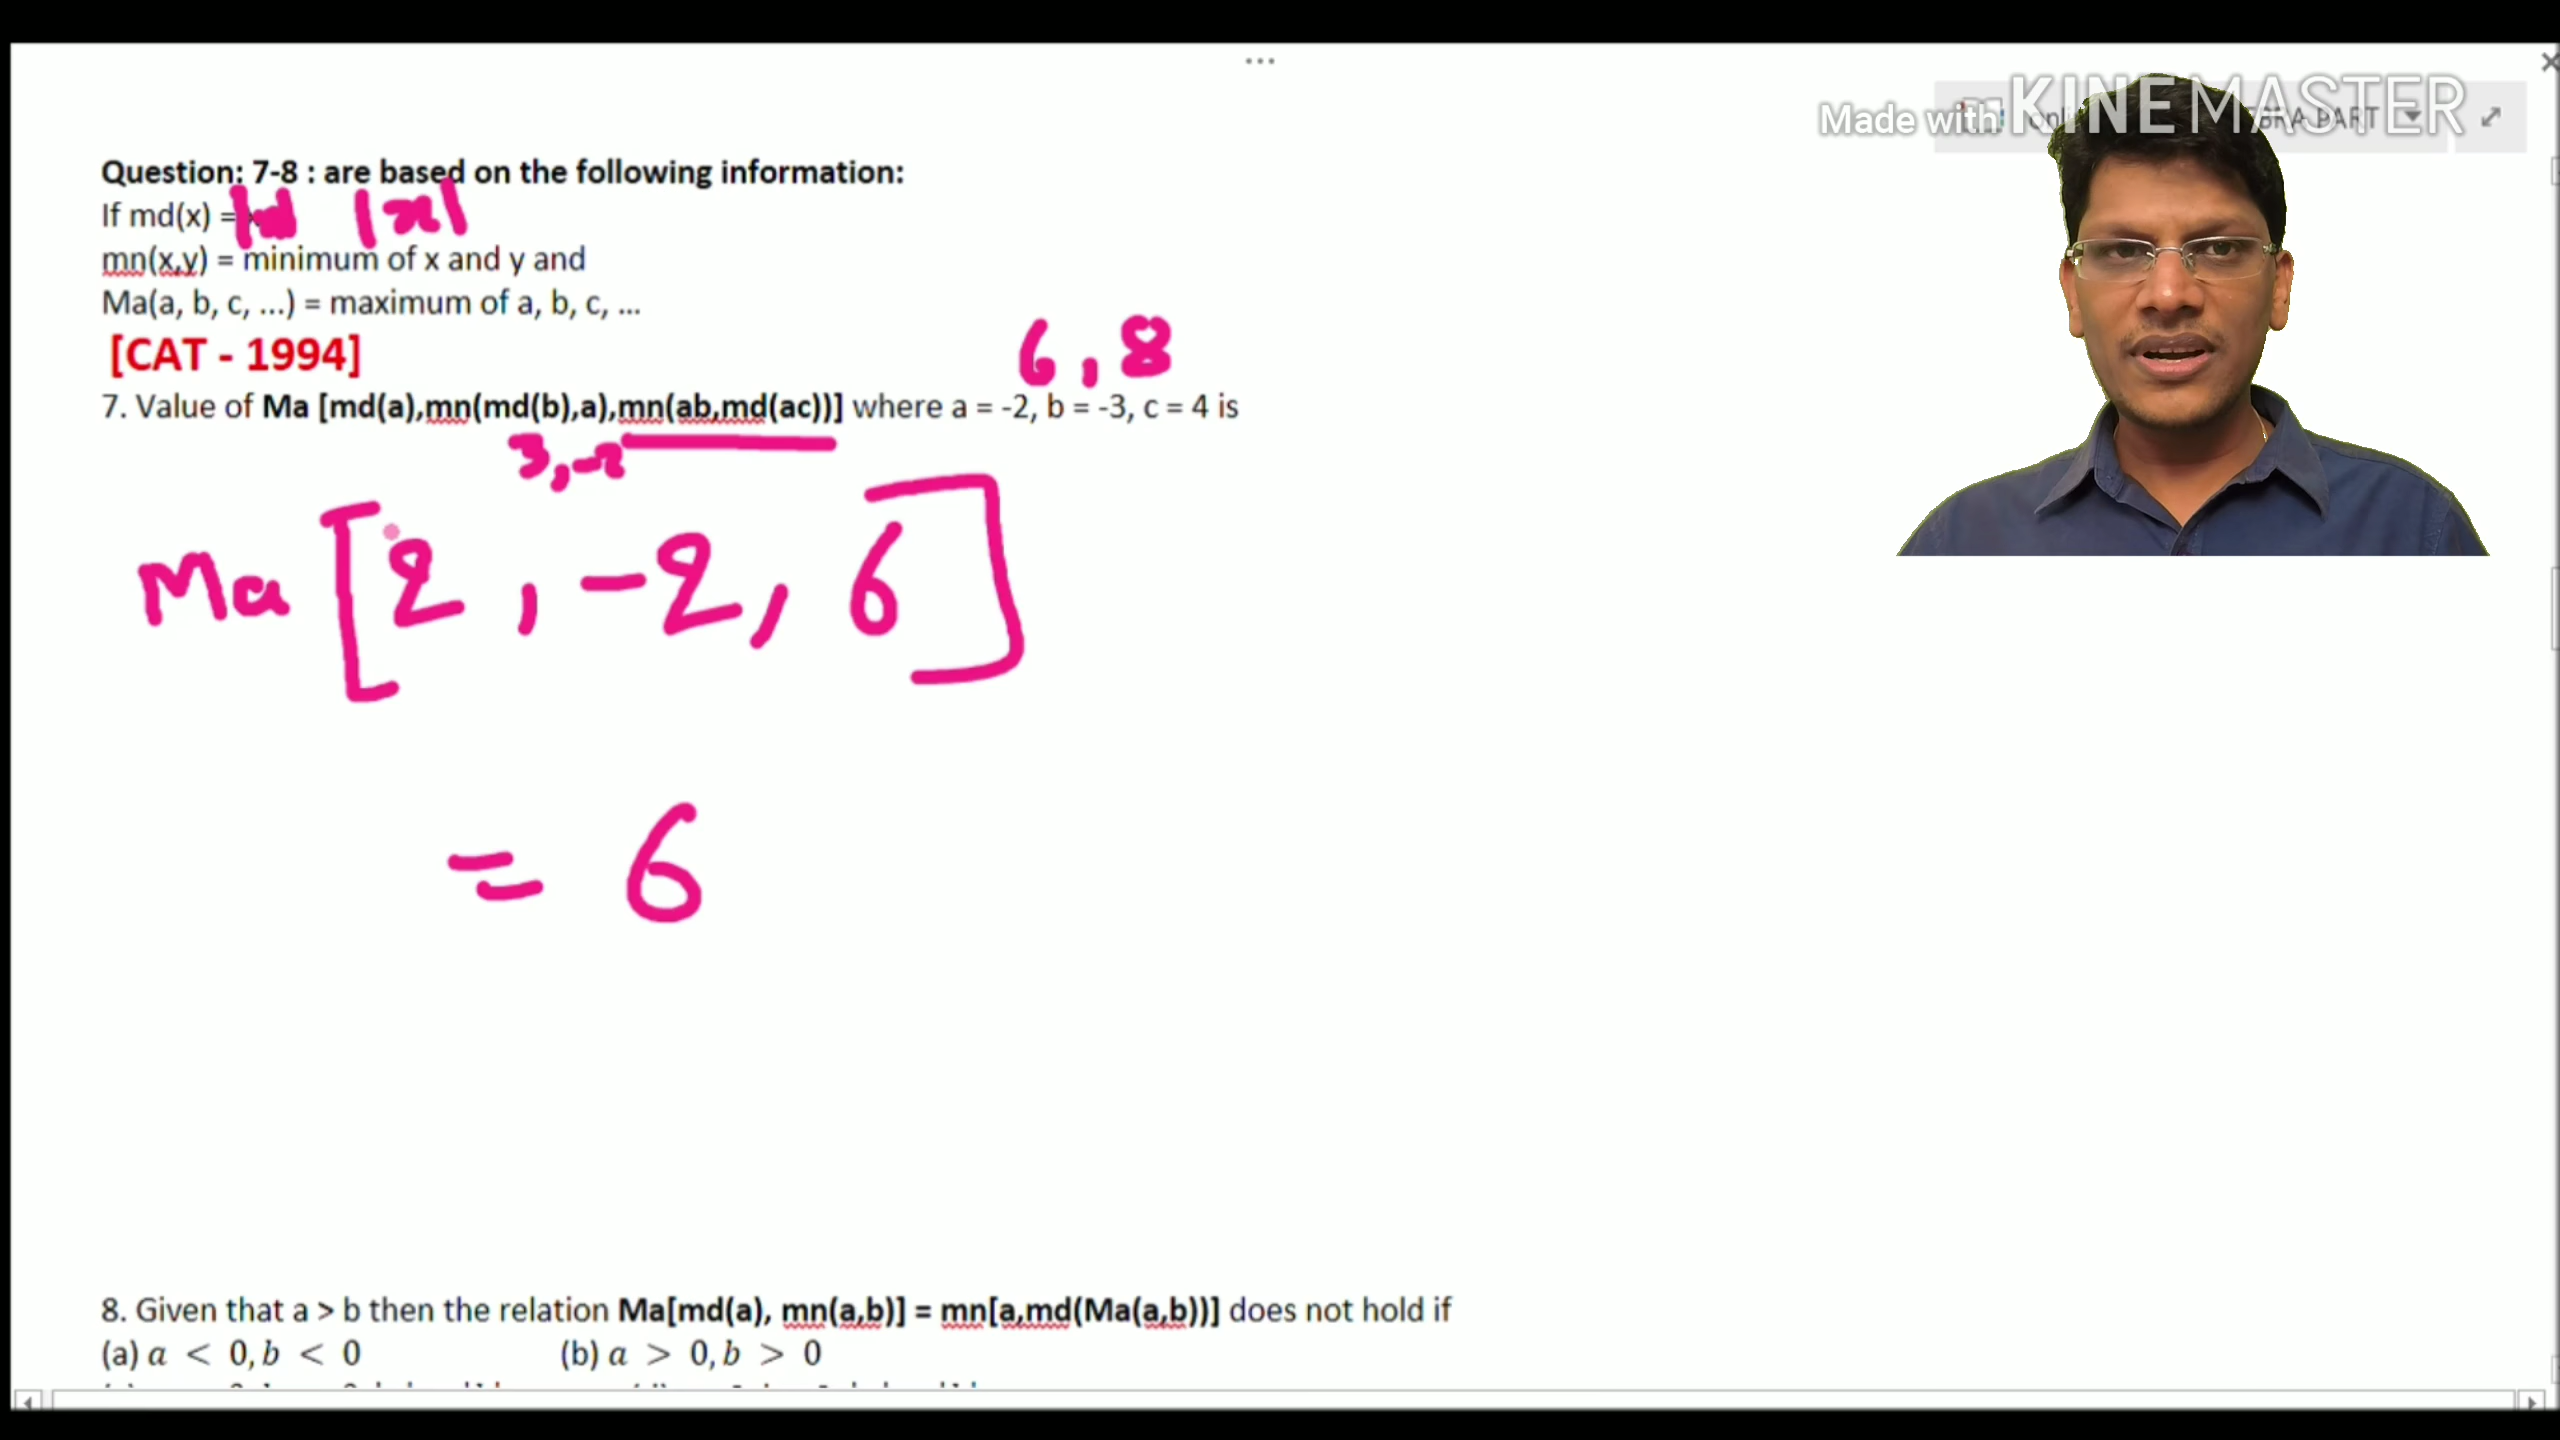 ...
Made with KINEMASTER
BRA PART
Question: 7-8 : are based on the following information:
If md(x) = |x|
mn(x,y) = minimum of x and y and
Ma(a, b, c, ...) = maximum of a, b, c, ...
[CAT - 1994]
6, 8
7. Value of Ma [md(a),mn(md(b),a),mn(ab,md(ac))] where a = -2, b = -3, c = 4 is
3, -2
Ma [2, -2, 6]
= 6
8. Given that a > b then the relation Ma[md(a), mn(a,b)] = mn[a,md(Ma(a,b))] does not hold if
(a) a < 0, b < 0 (b) a > 0, b > 0